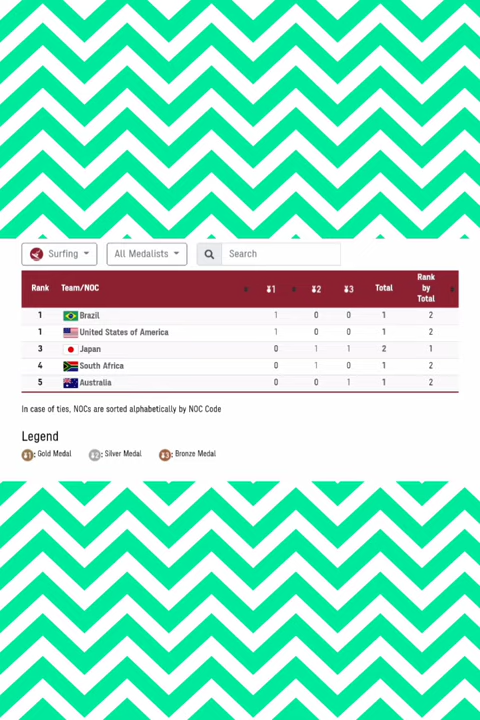 Surfing All Medalists Search
Rank Team/NOC 1 2 3 Total Rank by Total
1 Brazil 1 0 0 1 2
1 United States of America 1 0 0 1 2
3 Japan 0 1 1 2 1
4 South Africa 0 1 0 1 2
5 Australia 0 0 1 1 2
In case of ties, NOCs are sorted alphabetically by NOC Code
Legend
1: Gold Medal 2: Silver Medal 3: Bronze Medal